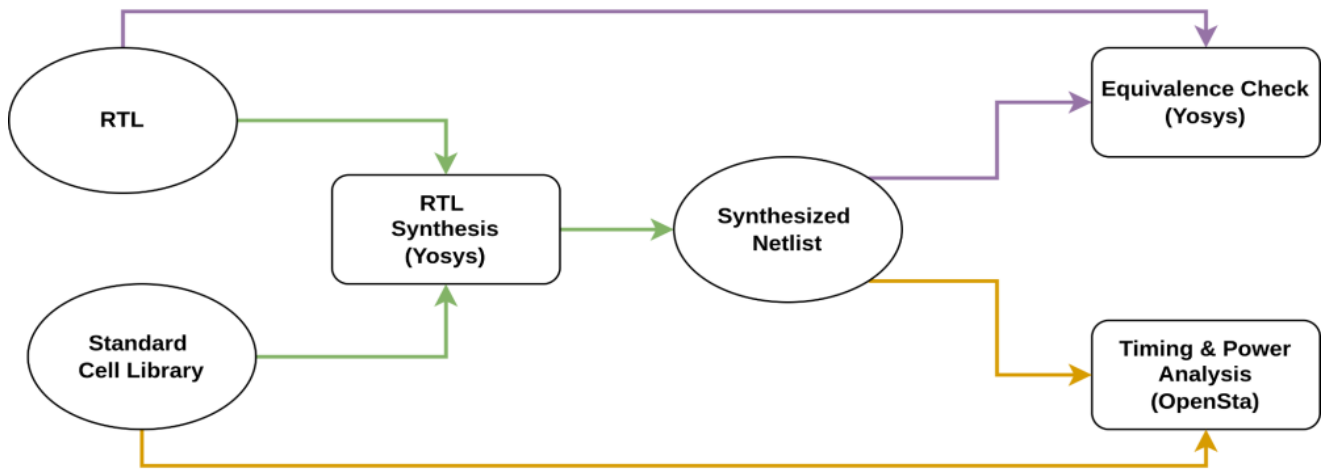 RTL
Equivalence Check
(Yosys)
RTL
Synthesis
(Yosys)
Synthesized
Netlist
Standard
Cell Library
Timing & Power
Analysis
(OpenSta)